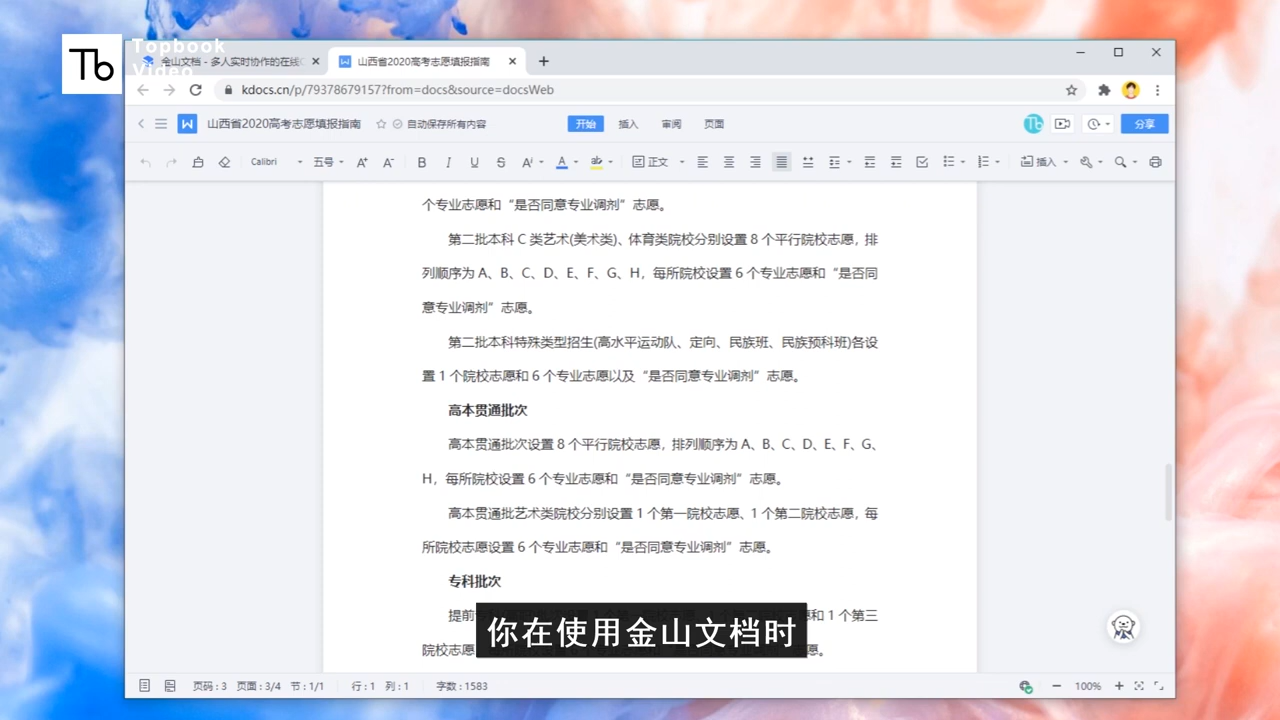 Tb
Topbook
Video
金山文档 - 多人实时协作的在线
山西省2020高考志愿填报指南
kdocs.cn/p/79378679157?from=docs&source=docsWeb
山西省2020高考志愿填报指南 自动保存所有内容 开始 插入 审阅 页面 Tb 分享
Calibri 五号 A+ A- B I U S A A ab 正文 插入
个专业志愿和“是否同意专业调剂”志愿。
第二批本科 C 类艺术(美术类)、体育类院校分别设置 8 个平行院校志愿，排
列顺序为 A、B、C、D、E、F、G、H，每所院校设置 6 个专业志愿和“是否同
意专业调剂”志愿。
第二批本科特殊类型招生(高水平运动队、定向、民族班、民族预科班)各设
置 1 个院校志愿和 6 个专业志愿以及“是否同意专业调剂”志愿。
高本贯通批次
高本贯通批次设置 8 个平行院校志愿，排列顺序为 A、B、C、D、E、F、G、
H，每所院校设置 6 个专业志愿和“是否同意专业调剂”志愿。
高本贯通批艺术类院校分别设置 1 个第一院校志愿、1 个第二院校志愿，每
所院校志愿设置 6 个专业志愿和“是否同意专业调剂”志愿。
专科批次
提前 和 1 个第三
院校志愿 愿。
你在使用金山文档时
页码：3 页面：3/4 节：1/1 行：1 列：1 字数：1583 100%